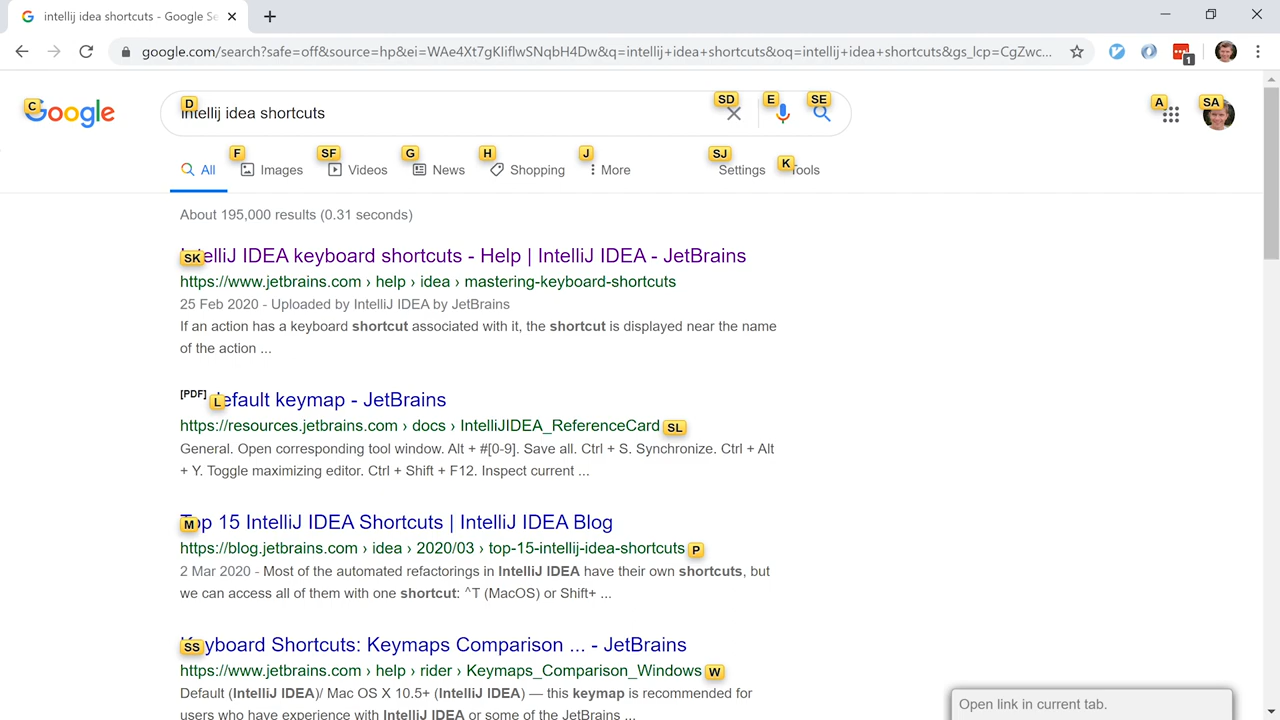 intellij idea shortcuts - Google Se
google.com/search?safe=off&source=hp&ei=WAe4Xt7qKIiflwSNqbH4Dw&q=intellij+idea+shortcuts&oq=intellij+idea+shortcuts&gs_lcp=CgZwc...
1
C
Google
D
intellij idea shortcuts
SD
E
SE
A
SA
F
SF
G
H
J
SJ
K
All
Images
Videos
News
Shopping
More
Settings
Tools
About 195,000 results (0.31 seconds)
SK
IntelliJ IDEA keyboard shortcuts - Help | IntelliJ IDEA - JetBrains
https://www.jetbrains.com › help › idea › mastering-keyboard-shortcuts
25 Feb 2020 - Uploaded by IntelliJ IDEA by JetBrains
If an action has a keyboard shortcut associated with it, the shortcut is displayed near the name
of the action ...
[PDF]
L
Default keymap - JetBrains
https://resources.jetbrains.com › docs › IntelliJIDEA_ReferenceCard
SL
General. Open corresponding tool window. Alt + #[0-9]. Save all. Ctrl + S. Synchronize. Ctrl + Alt
+ Y. Toggle maximizing editor. Ctrl + Shift + F12. Inspect current ...
M
Top 15 IntelliJ IDEA Shortcuts | IntelliJ IDEA Blog
https://blog.jetbrains.com › idea › 2020/03 › top-15-intellij-idea-shortcuts
P
2 Mar 2020 - Most of the automated refactorings in IntelliJ IDEA have their own shortcuts, but
we can access all of them with one shortcut: ^T (MacOS) or Shift+ ...
SS
Keyboard Shortcuts: Keymaps Comparison ... - JetBrains
https://www.jetbrains.com › help › rider › Keymaps_Comparison_Windows
W
Default (IntelliJ IDEA)/ Mac OS X 10.5+ (IntelliJ IDEA) — this keymap is recommended for
users who have experience with IntelliJ IDEA or some of the JetBrains ...
Open link in current tab.